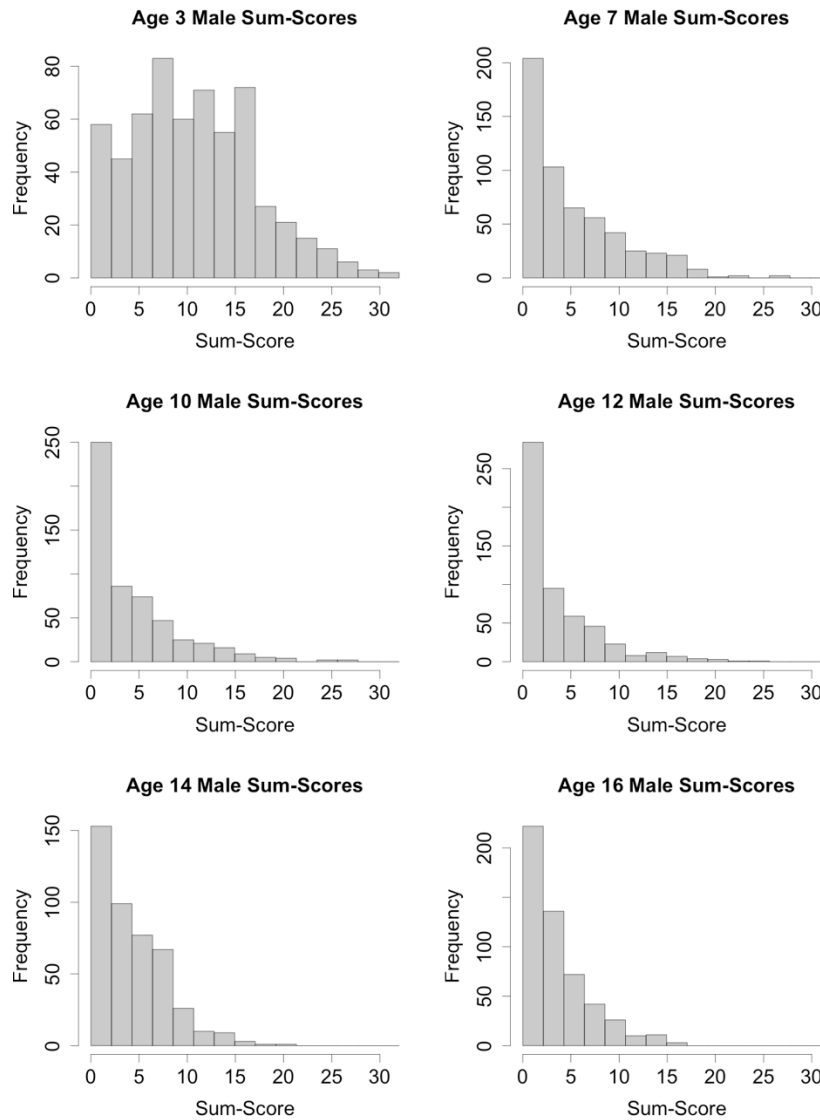 Age 3 Male Sum-Scores
Frequency
0 20 40 60 80
0 5 10 15 20 25 30
Sum-Score
Age 7 Male Sum-Scores
Frequency
0 50 100 150 200
0 5 10 15 20 25 30
Sum-Score
Age 10 Male Sum-Scores
Frequency
0 50 150 250
0 5 10 15 20 25 30
Sum-Score
Age 12 Male Sum-Scores
Frequency
0 50 150 250
0 5 10 15 20 25 30
Sum-Score
Age 14 Male Sum-Scores
Frequency
0 50 100 150
0 5 10 15 20 25 30
Sum-Score
Age 16 Male Sum-Scores
Frequency
0 50 100 200
0 5 10 15 20 25 30
Sum-Score